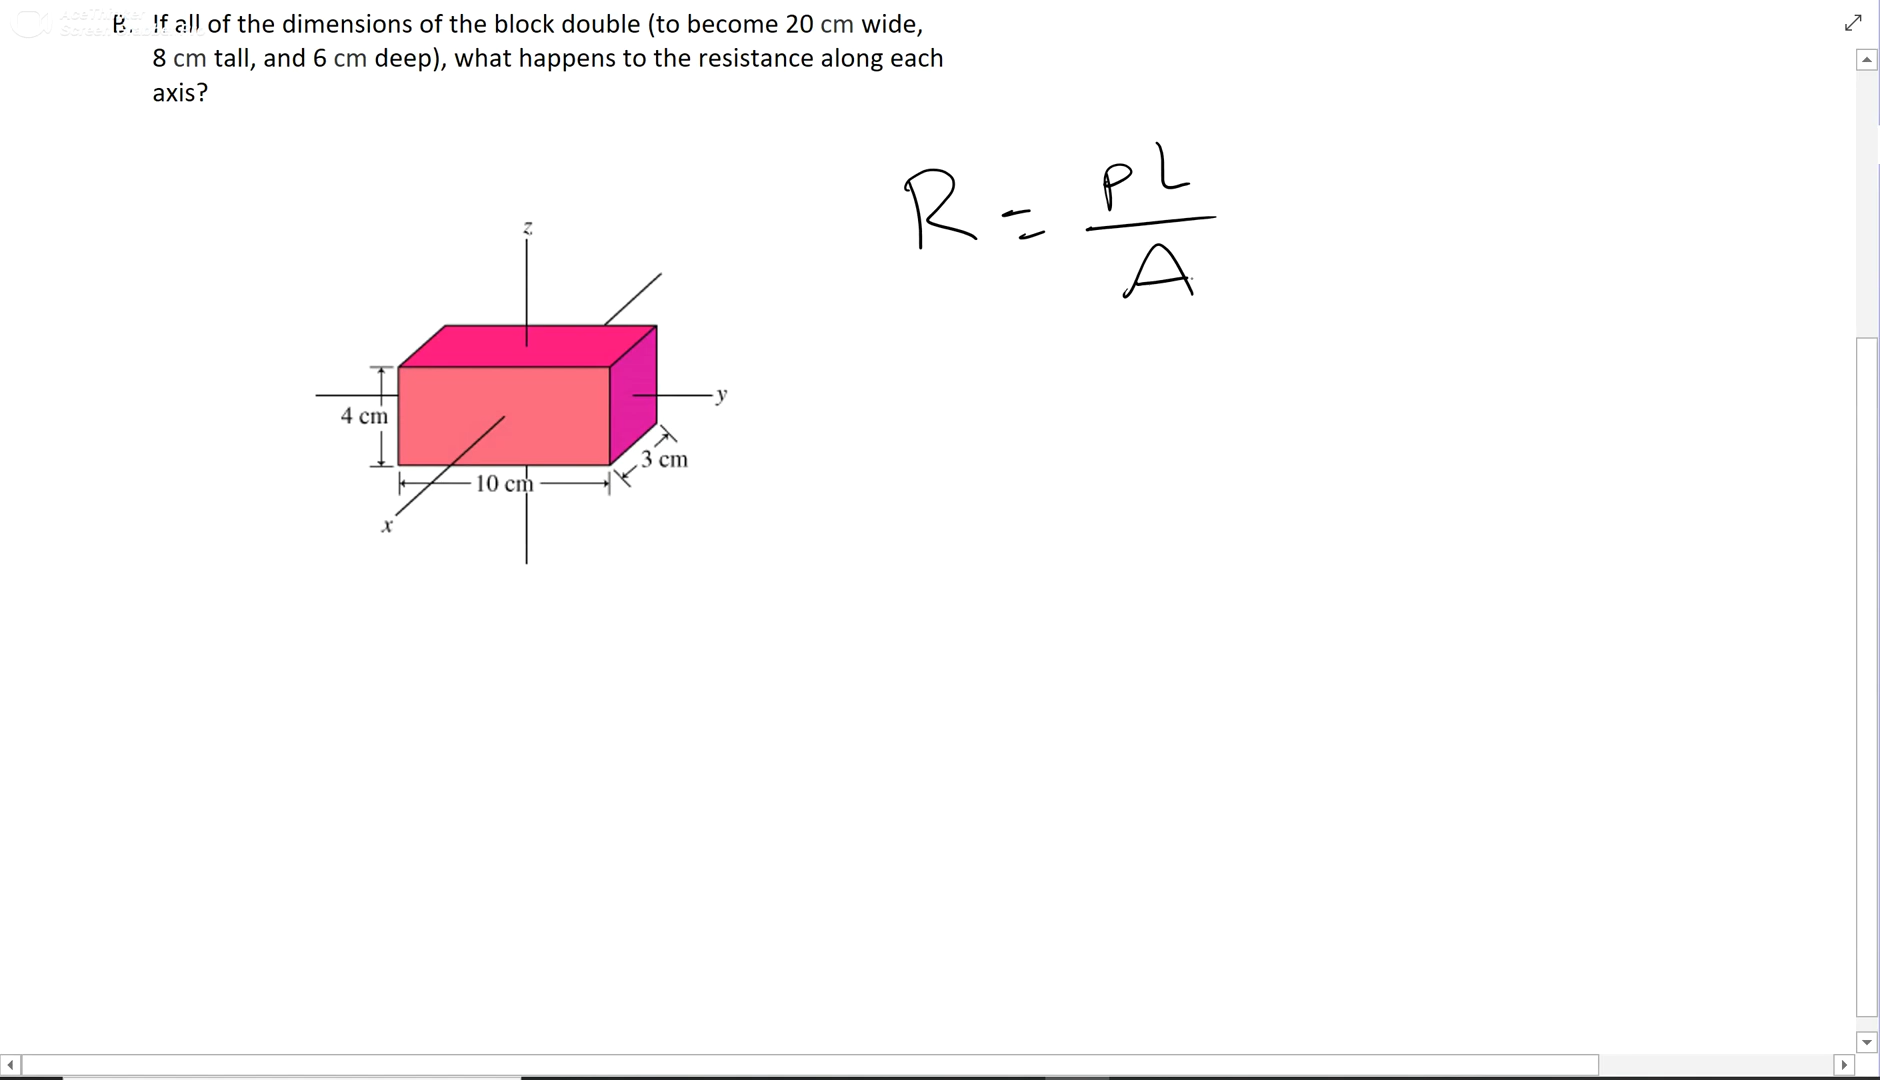 B. If all of the dimensions of the block double (to become 20 cm wide,
8 cm tall, and 6 cm deep), what happens to the resistance along each
axis?
R = ρL
A
z
y
4 cm
3 cm
10 cm
x